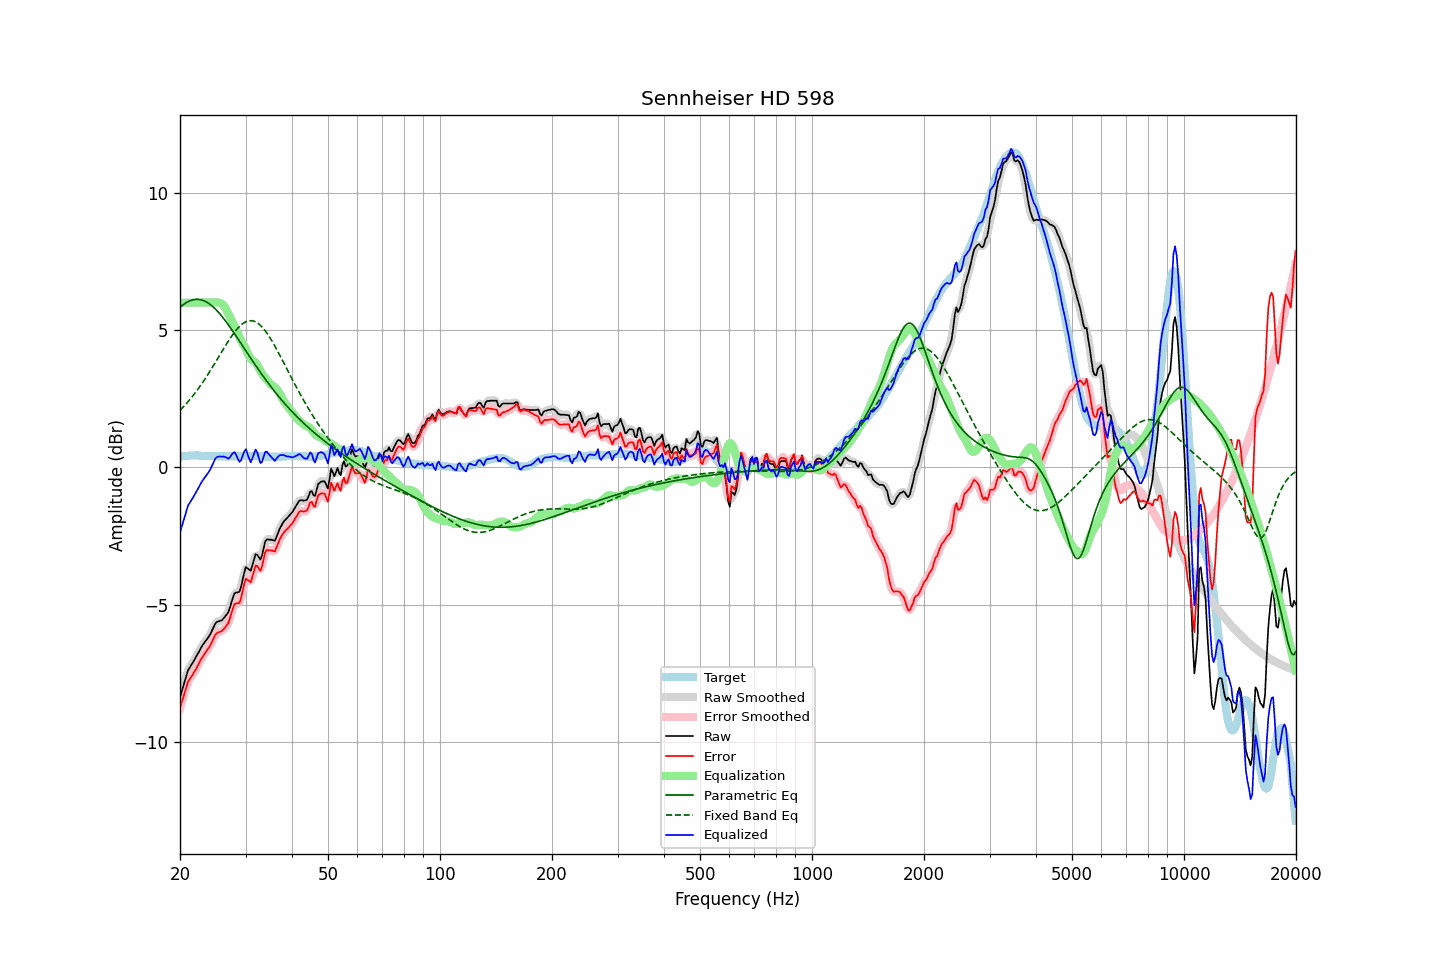 Sennheiser HD 598
Amplitude (dBr)
10
5
0
−5
−10
Target
Raw Smoothed
Error Smoothed
Raw
Error
Equalization
Parametric Eq
Fixed Band Eq
Equalized
20
50
100
200
500
1000
2000
5000
10000
20000
Frequency (Hz)